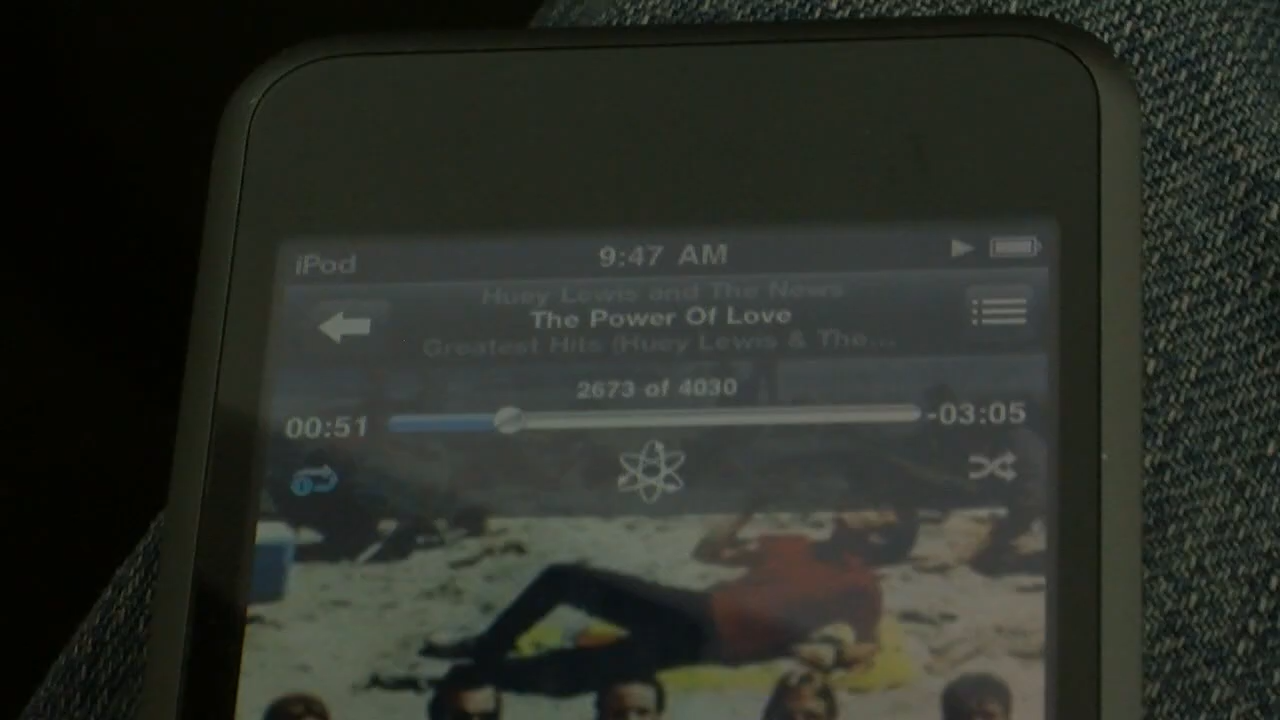 iPod 9:47 AM
Huey Lewis and The News
The Power Of Love
Greatest Hits (Huey Lewis & The...
2673 of 4030
00:51 -03:05
1